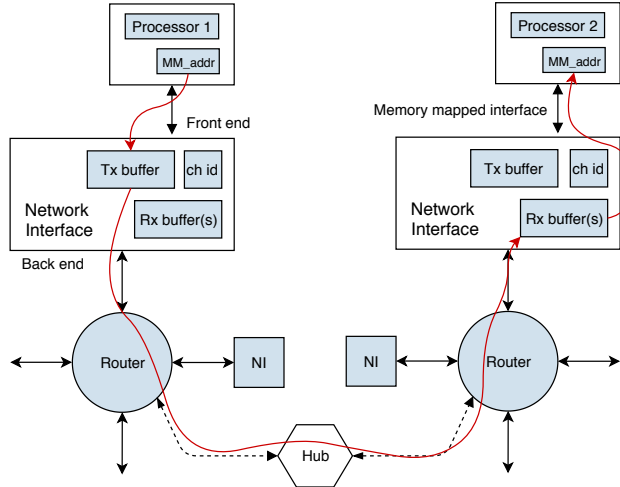 Processor 1
MM_addr
Front end
Tx buffer
ch id
Network
Interface
Rx buffer(s)
Back end
Router
NI
Hub
Processor 2
MM_addr
Memory mapped interface
Tx buffer
ch id
Network
Interface
Rx buffer(s)
NI
Router